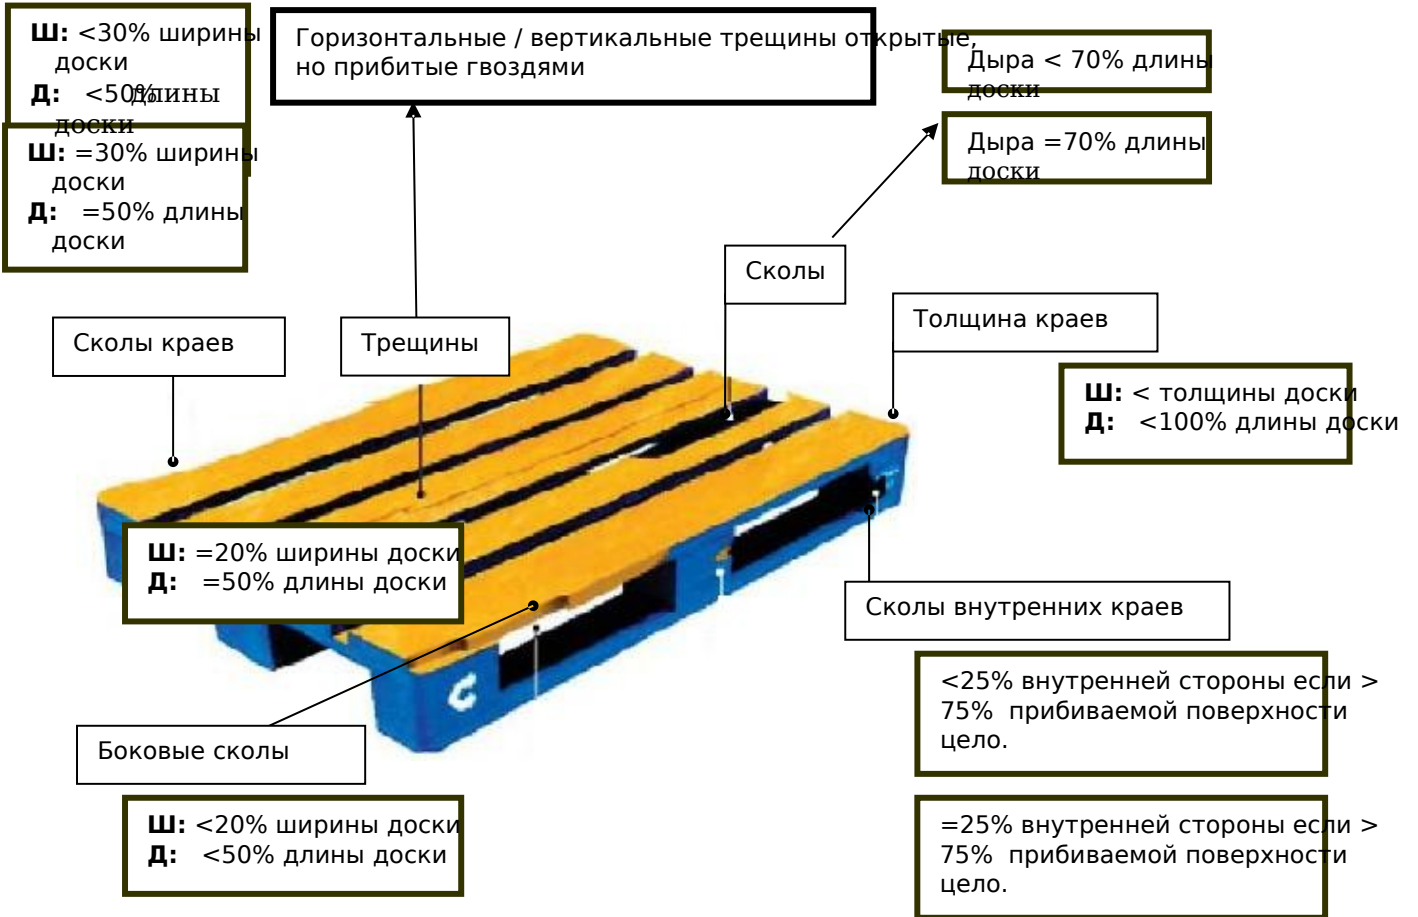 Ш: <30% ширины
доски
Д: <50% длины
доски
Ш: =30% ширины
доски
Д: =50% длины
доски
Горизонтальные / вертикальные трещины открытые,
но прибитые гвоздями
Дыра < 70% длины
доски
Дыра =70% длины
доски
Сколы
Толщина краев
Сколы краев
Трещины
Ш: < толщины доски
Д: <100% длины доски
Ш: =20% ширины доски
Д: =50% длины доски
Сколы внутренних краев
<25% внутренней стороны если >
75% прибиваемой поверхности
цело.
Боковые сколы
Ш: <20% ширины доски
Д: <50% длины доски
=25% внутренней стороны если >
75% прибиваемой поверхности
цело.